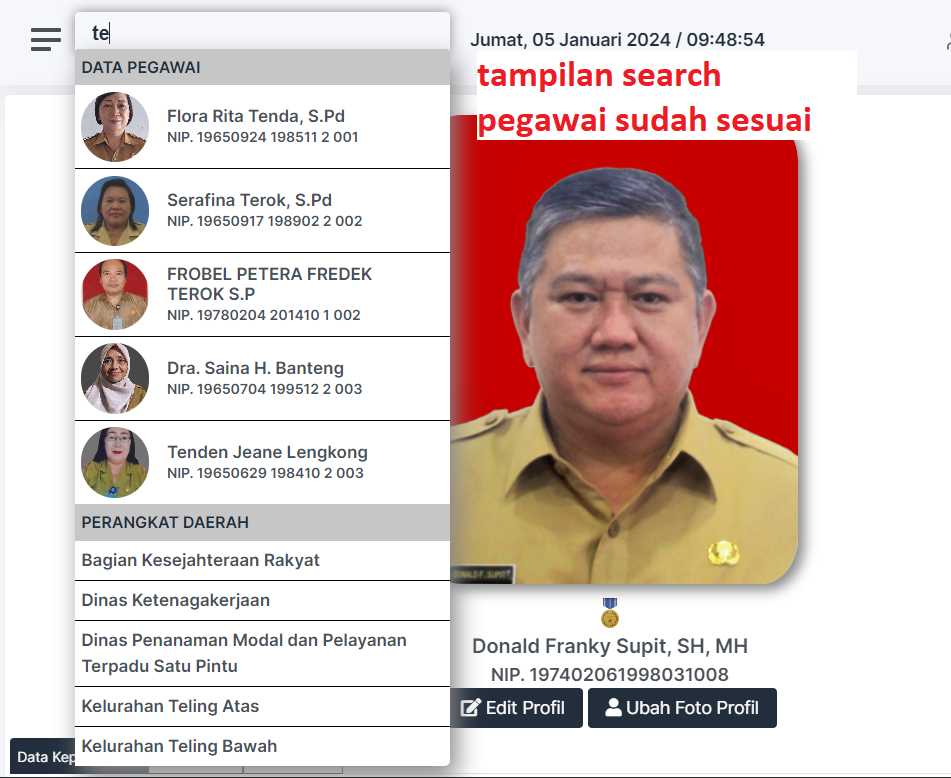 te
Jumat, 05 Januari 2024 / 09:48:54
tampilan search
pegawai sudah sesuai
DATA PEGAWAI
Flora Rita Tenda, S.Pd
NIP. 19650924 198511 2 001
Serafina Terok, S.Pd
NIP. 19650917 198902 2 002
FROBEL PETERA FREDEK
TEROK S.P
NIP. 19780204 201410 1 002
Dra. Saina H. Banteng
NIP. 19650704 199512 2 003
Tenden Jeane Lengkong
NIP. 19650629 198410 2 003
PERANGKAT DAERAH
Bagian Kesejahteraan Rakyat
Dinas Ketenagakerjaan
Dinas Penanaman Modal dan Pelayanan
Terpadu Satu Pintu
Kelurahan Teling Atas
Kelurahan Teling Bawah
DONALD F. SUPIT
Donald Franky Supit, SH, MH
NIP. 197402061998031008
Edit Profil
Ubah Foto Profil
Data Kep